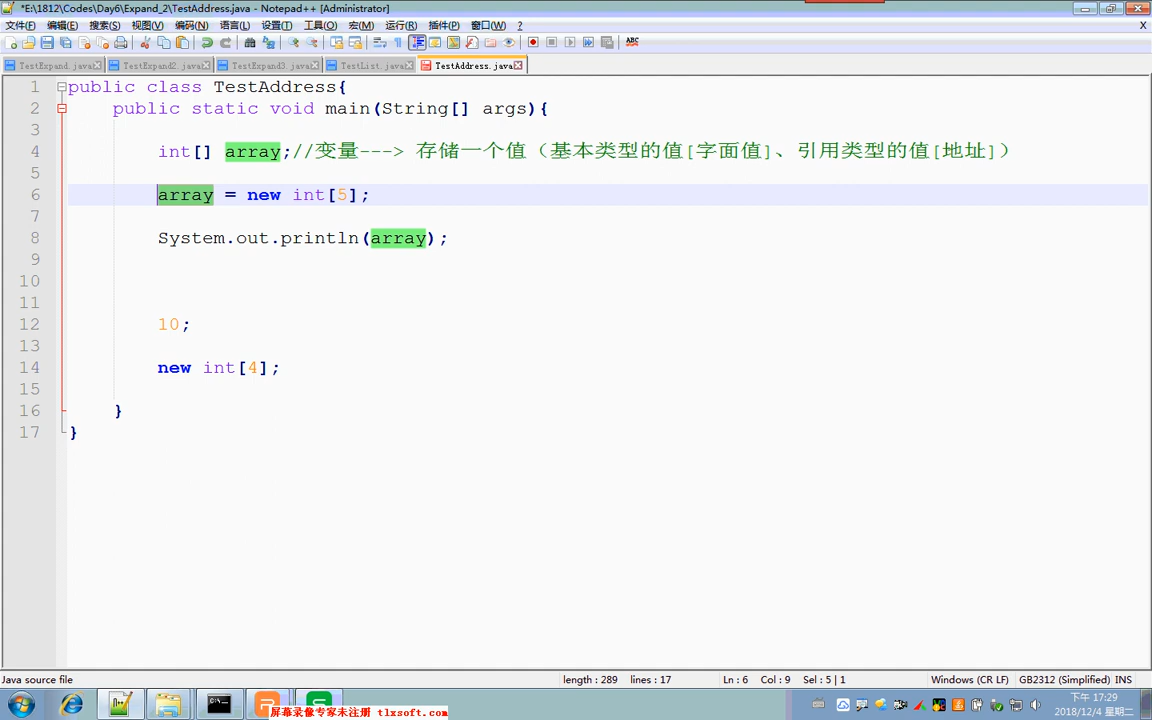 *E:\1812\Codes\Day6\Expand_2\TestAddress.java - Notepad++ [Administrator]
文件(F) 编辑(E) 搜索(S) 视图(V) 编码(N) 语言(L) 设置(T) 工具(O) 宏(M) 运行(R) 插件(P) 窗口(W) ? X
TestExpand.java TestExpand2.java TestExpand3.java TestList.java TestAddress.java
1 public class TestAddress{
2 public static void main(String[] args){
3
4 int[] array;//变量---> 存储一个值（基本类型的值[字面值]、引用类型的值[地址]）
5
6 array = new int[5];
7
8 System.out.println(array);
9
10
11
12 10;
13
14 new int[4];
15
16 }
17 }
Java source file length : 289 lines : 17 Ln : 6 Col : 9 Sel : 5 | 1 Windows (CR LF) GB2312 (Simplified) INS
下午 17:29
2018/12/4 星期二
屏幕录像专家未注册 tlxsoft.com